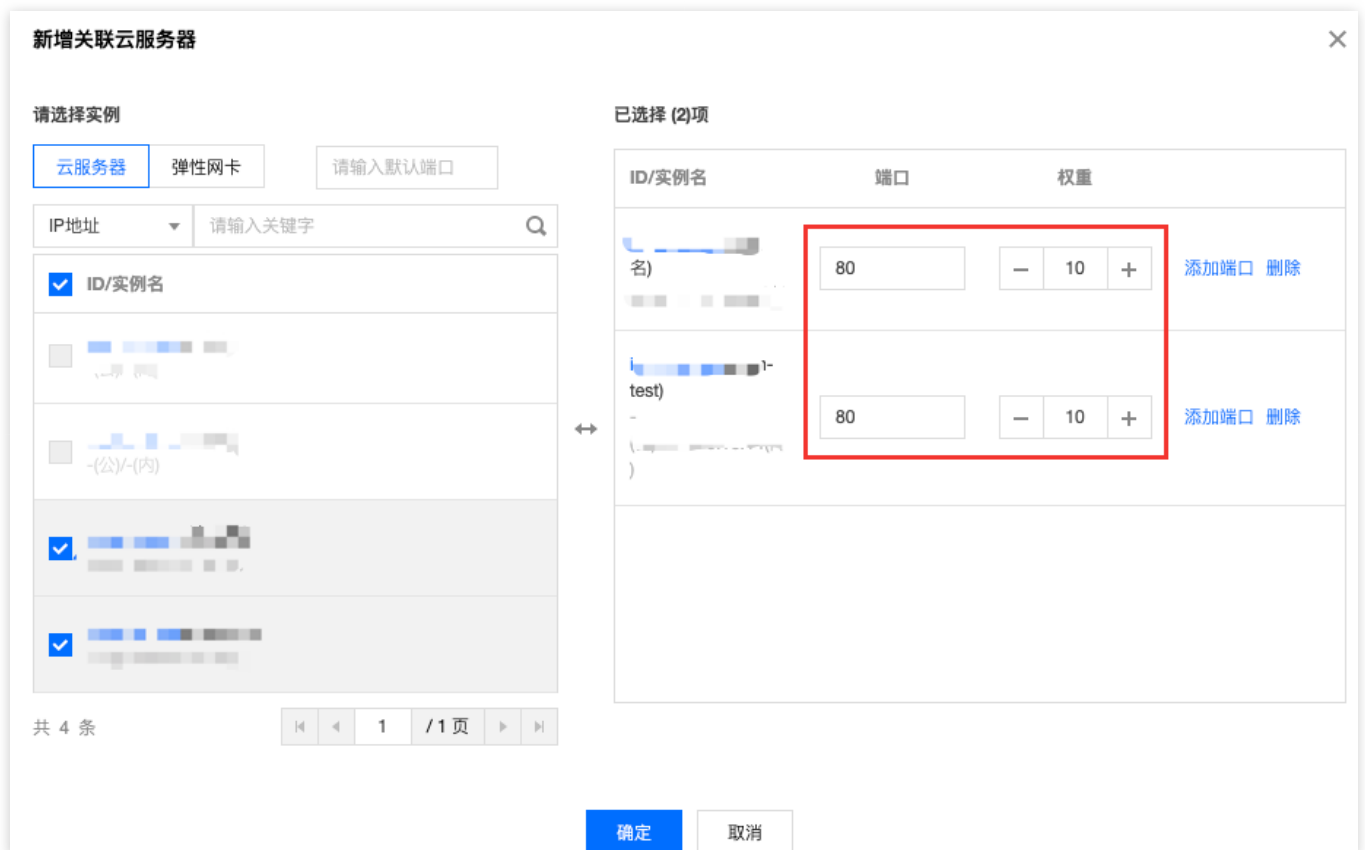 新增关联云服务器
请选择实例
云服务器 弹性网卡 请输入默认端口
IP地址 请输入关键字
ID/实例名
-(公)/-(内)
共 4 条 1 / 1 页
已选择 (2)项
ID/实例名 端口 权重
名)
80 10 添加端口 删除
test)
-
80 10 添加端口 删除
)
确定 取消